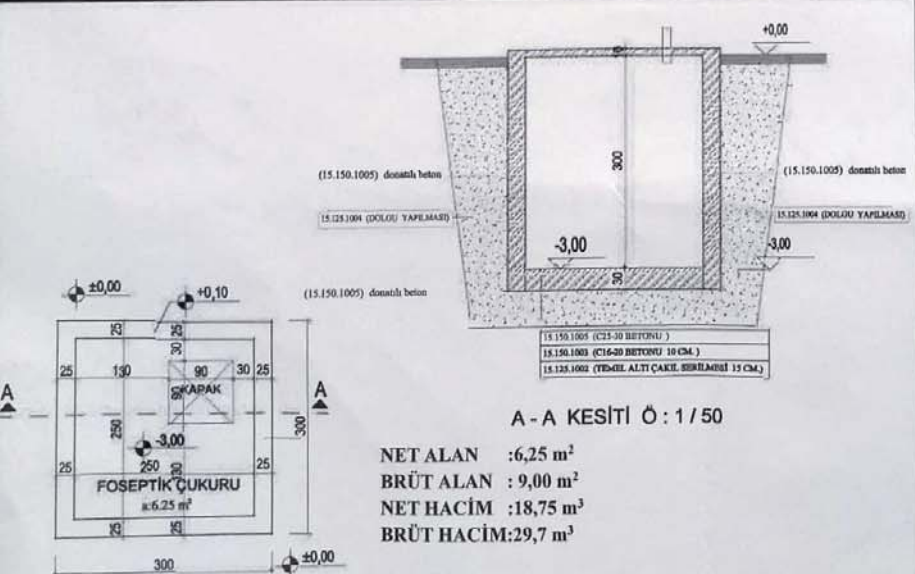 +0,00
10
300
(15.150.1005) donatılı beton
(15.150.1005) donatılı beton
15.125.1004 (DOLGU YAPILMASI)
15.125.1004 (DOLGU YAPILMASI)
-3,00
-3,00
30
(15.150.1005) donatılı beton
15.150.1005 (C25-30 BETONU )
15.150.1003 (C16-20 BETONU 10 CM.)
15.125.1002 (TEMEL ALTI ÇAKIL SERİLMESİ 15 CM.)
±0,00
+0,10
25
25
30
25
130
90
30
25
A
KAPAK
90
A
250
300
-3,00
25
250
130
25
FOSEPTİK ÇUKURU
a:6.25 m²
25
25
300
±0,00
A - A KESİTİ Ö : 1 / 50
NET ALAN :6,25 m²
BRÜT ALAN : 9,00 m²
NET HACİM :18,75 m³
BRÜT HACİM:29,7 m³